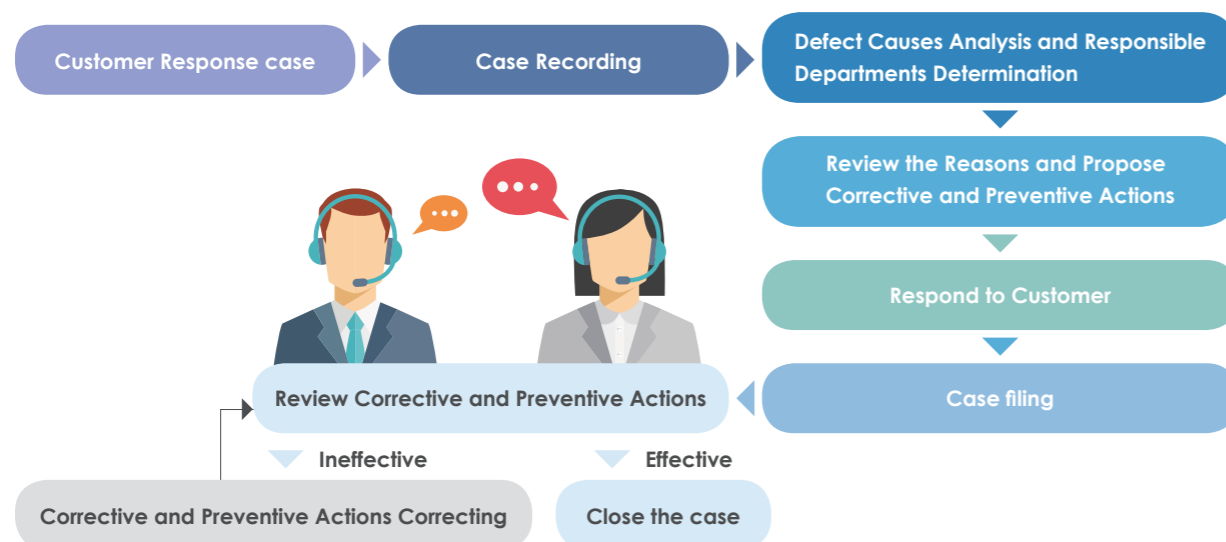 Customer Response case
Case Recording
Defect Causes Analysis and Responsible
Departments Determination
Review the Reasons and Propose
Corrective and Preventive Actions
Respond to Customer
Case filing
Review Corrective and Preventive Actions
Ineffective
Effective
Corrective and Preventive Actions Correcting
Close the case